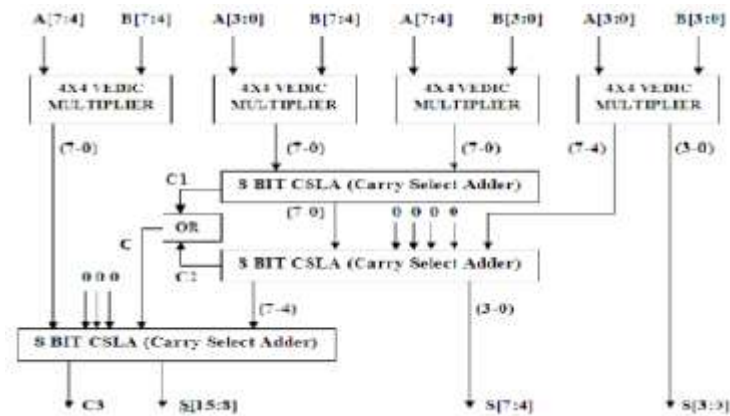 A[7:4] B[7:4] A[3:0] B[7:4] A[7:4] B[3:0] A[3:0] B[3:0]
4X4 VEDIC MULTIPLIER 4X4 VEDIC MULTIPLIER 4X4 VEDIC MULTIPLIER 4X4 VEDIC MULTIPLIER
(7-0) (7-0) (7-0) (7-4) (3-0)
C1 8 BIT CSLA (Carry Select Adder)
(7-0) 0 0 0 0
OR
C
C2 8 BIT CSLA (Carry Select Adder)
0 0 0 (7-4) (3-0)
8 BIT CSLA (Carry Select Adder)
C3 S[15:8] S[7:4] S[3:0]